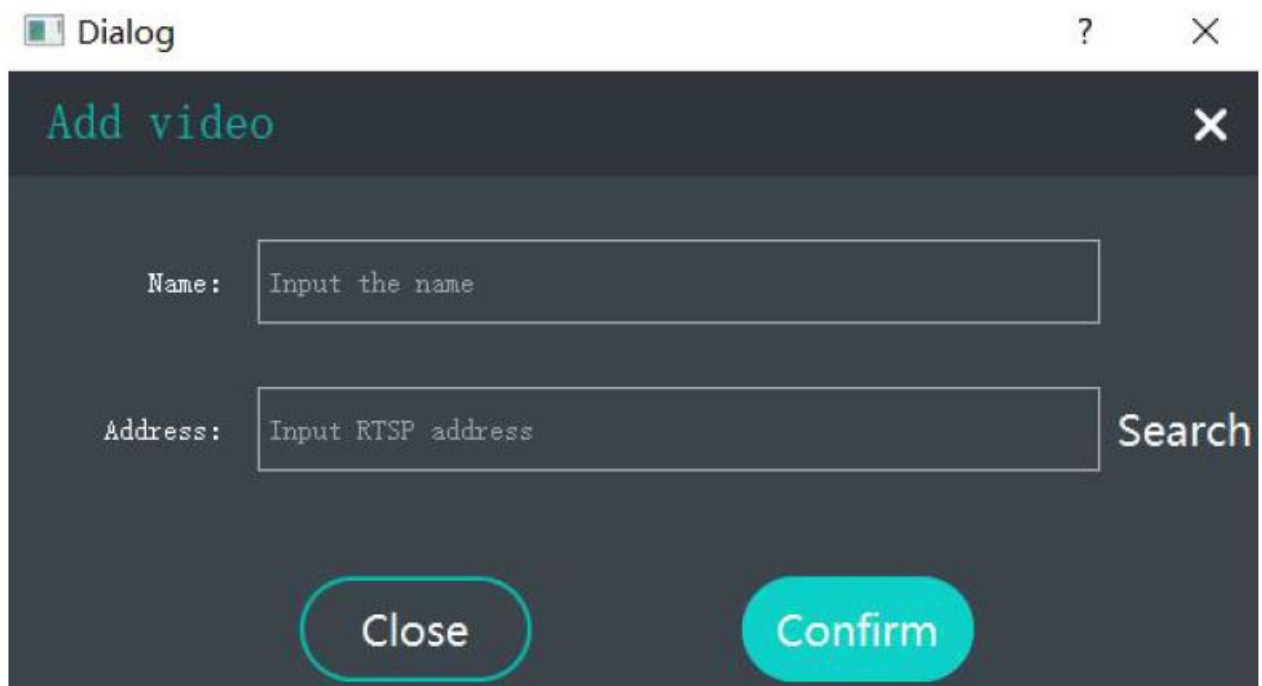 Dialog ?
Add video
Name: Input the name
Address: Input RTSP address Search
Close Confirm